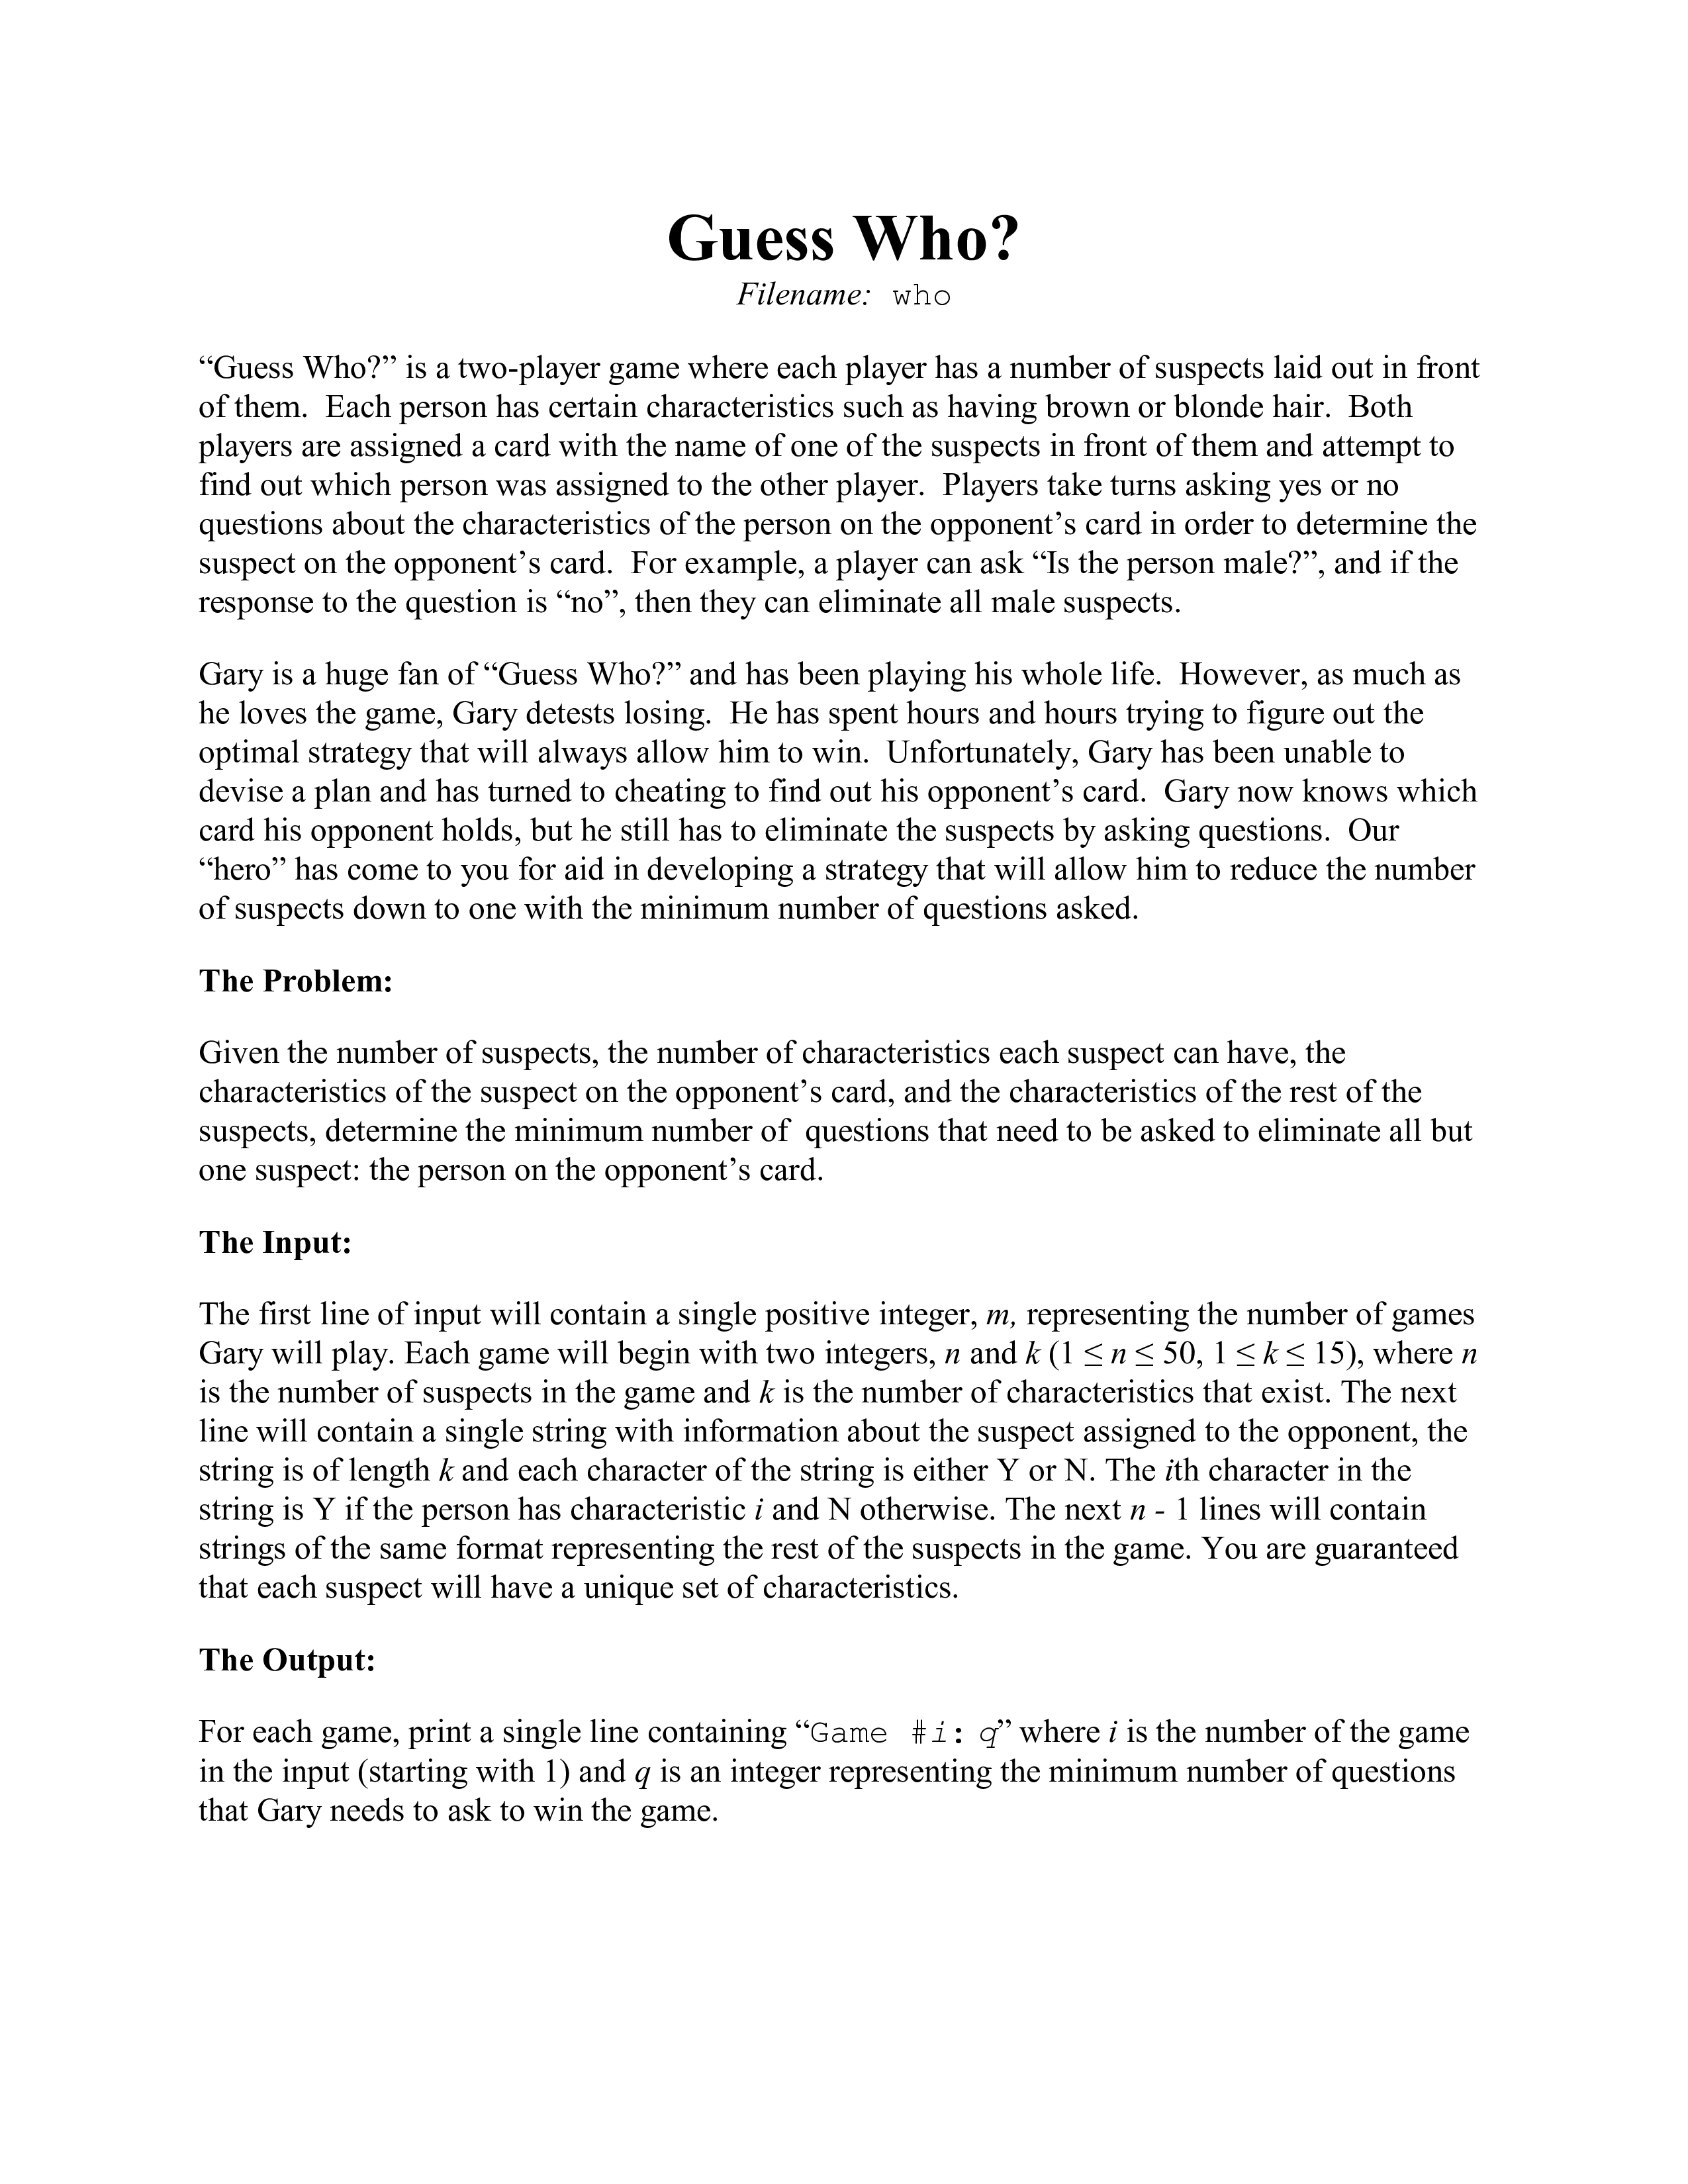 Guess Who?
Filename: who
“Guess Who?” is a two-player game where each player has a number of suspects laid out in front
of them.  Each person has certain characteristics such as having brown or blonde hair.  Both
players are assigned a card with the name of one of the suspects in front of them and attempt to
find out which person was assigned to the other player.  Players take turns asking yes or no
questions about the characteristics of the person on the opponent’s card in order to determine the
suspect on the opponent’s card.  For example, a player can ask “Is the person male?”, and if the
response to the question is “no”, then they can eliminate all male suspects.
Gary is a huge fan of “Guess Who?” and has been playing his whole life.  However, as much as
he loves the game, Gary detests losing.  He has spent hours and hours trying to figure out the
optimal strategy that will always allow him to win.  Unfortunately, Gary has been unable to
devise a plan and has turned to cheating to find out his opponent’s card.  Gary now knows which
card his opponent holds, but he still has to eliminate the suspects by asking questions.  Our
“hero” has come to you for aid in developing a strategy that will allow him to reduce the number
of suspects down to one with the minimum number of questions asked.
The Problem:
Given the number of suspects, the number of characteristics each suspect can have, the
characteristics of the suspect on the opponent’s card, and the characteristics of the rest of the
suspects, determine the minimum number of  questions that need to be asked to eliminate all but
one suspect: the person on the opponent’s card.
The Input:
The first line of input will contain a single positive integer, m, representing the number of games
Gary will play. Each game will begin with two integers, n and k (1 ≤ n ≤ 50, 1 ≤ k ≤ 15), where n
is the number of suspects in the game and k is the number of characteristics that exist. The next
line will contain a single string with information about the suspect assigned to the opponent, the
string is of length k and each character of the string is either Y or N. The ith character in the
string is Y if the person has characteristic i and N otherwise. The next n - 1 lines will contain
strings of the same format representing the rest of the suspects in the game. You are guaranteed
that each suspect will have a unique set of characteristics.
The Output:
For each game, print a single line containing “Game #i: q” where i is the number of the game
in the input (starting with 1) and q is an integer representing the minimum number of questions
that Gary needs to ask to win the game.